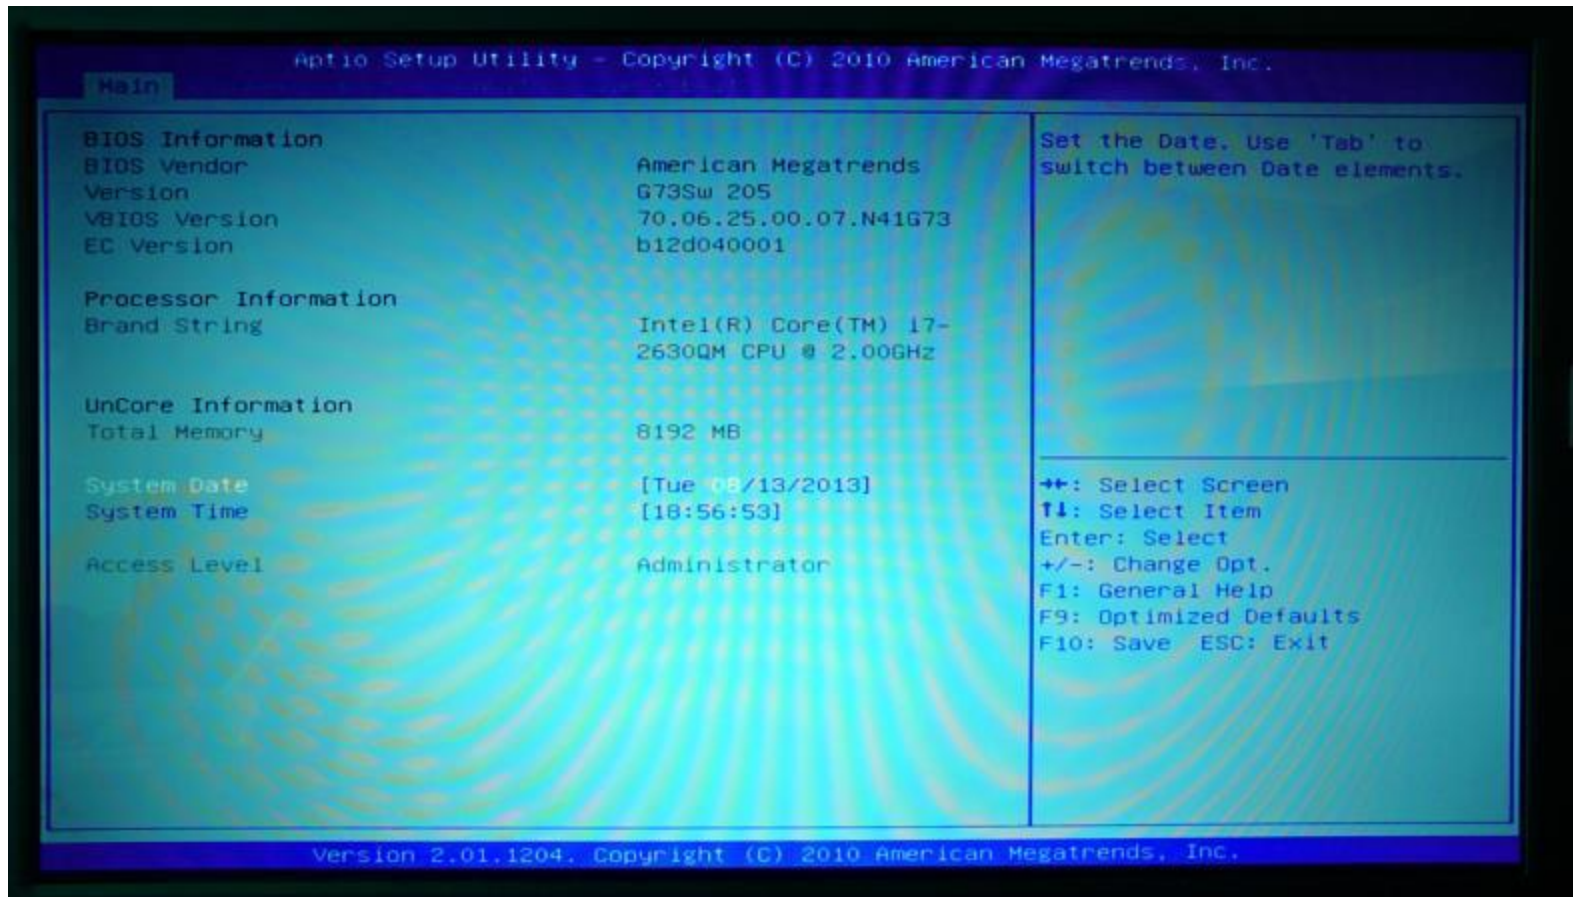 Aptio Setup Utility - Copyright (C) 2010 American Megatrends, Inc.
Main
BIOS Information
BIOS Vendor American Megatrends
Version G73Sw 205
VBIOS Version 70.06.25.00.07.N41G73
EC Version b12d040001
Processor Information
Brand String Intel(R) Core(TM) i7-
2630QM CPU @ 2.00GHz
UnCore Information
Total Memory 8192 MB
System Date [Tue 08/13/2013]
System Time [18:56:53]
Access Level Administrator
Set the Date. Use 'Tab' to
switch between Date elements.
→←: Select Screen
↑↓: Select Item
Enter: Select
+/-: Change Opt.
F1: General Help
F9: Optimized Defaults
F10: Save ESC: Exit
Version 2.01.1204. Copyright (C) 2010 American Megatrends, Inc.